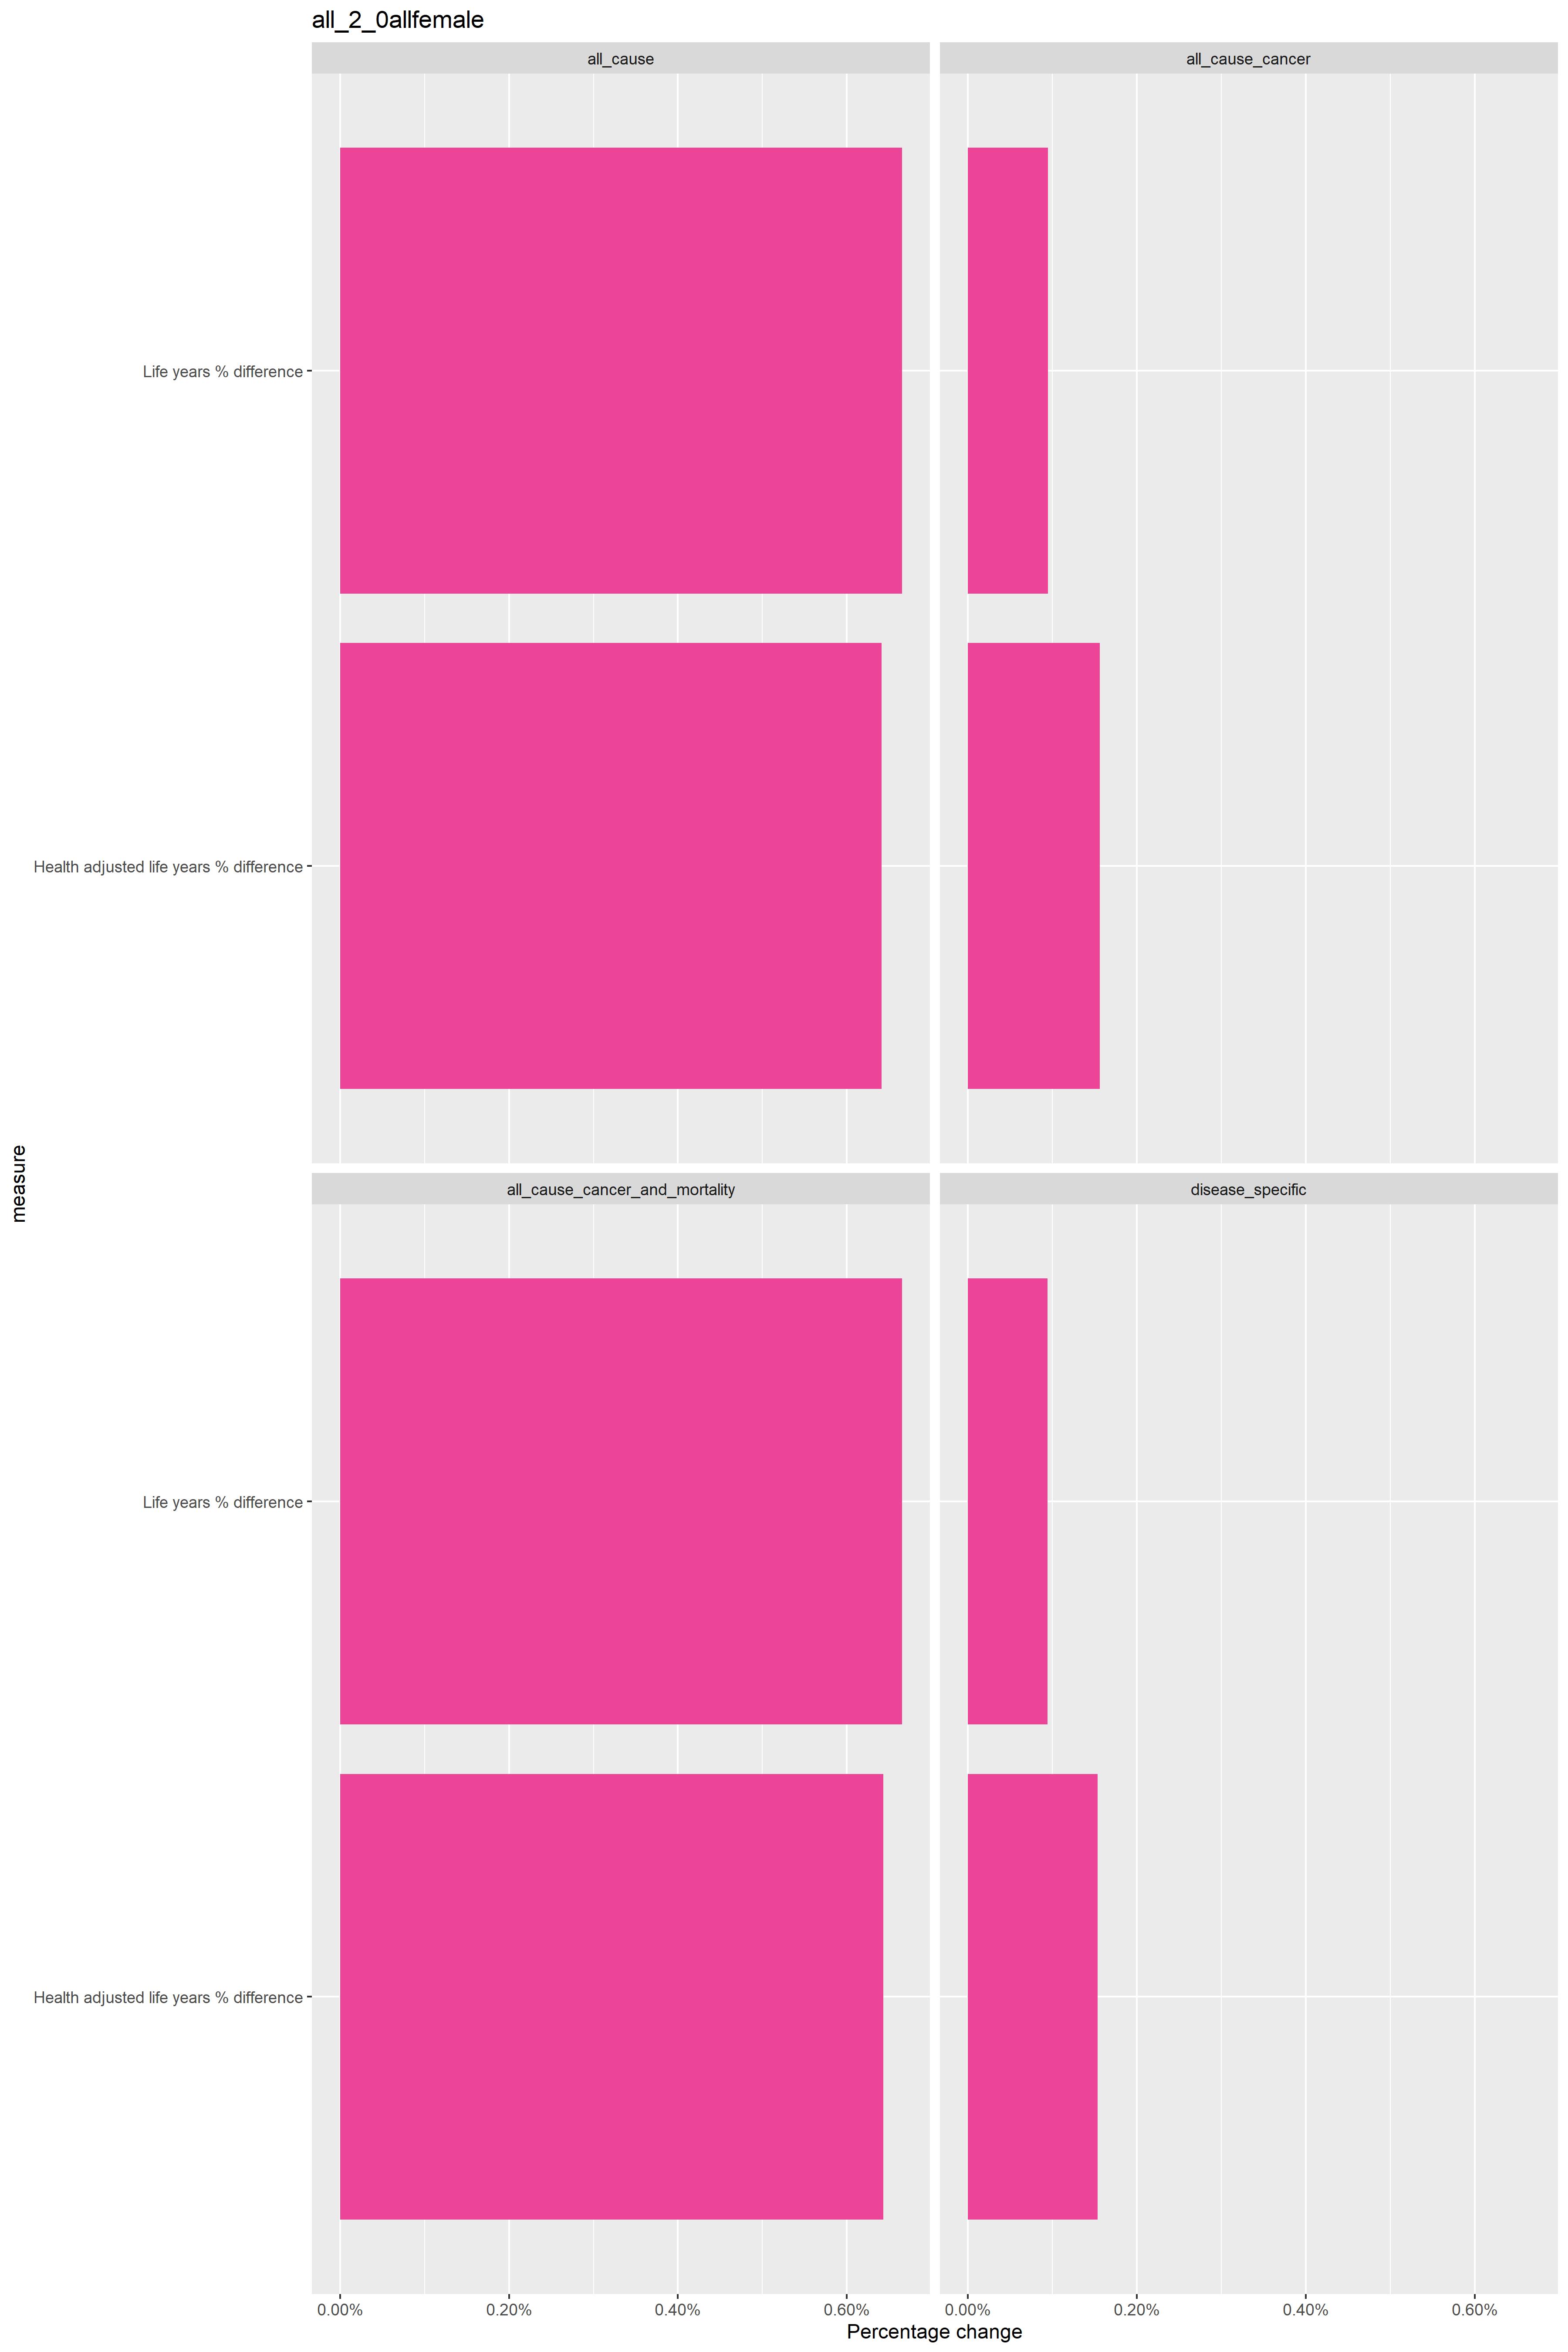 all_2_0allfemale
all_cause
all_cause_cancer
Life years % difference
Health adjusted life years % difference
measure
all_cause_cancer_and_mortality
disease_specific
Life years % difference
Health adjusted life years % difference
0.00% 0.20% 0.40% 0.60% 0.00% 0.20% 0.40% 0.60%
Percentage change